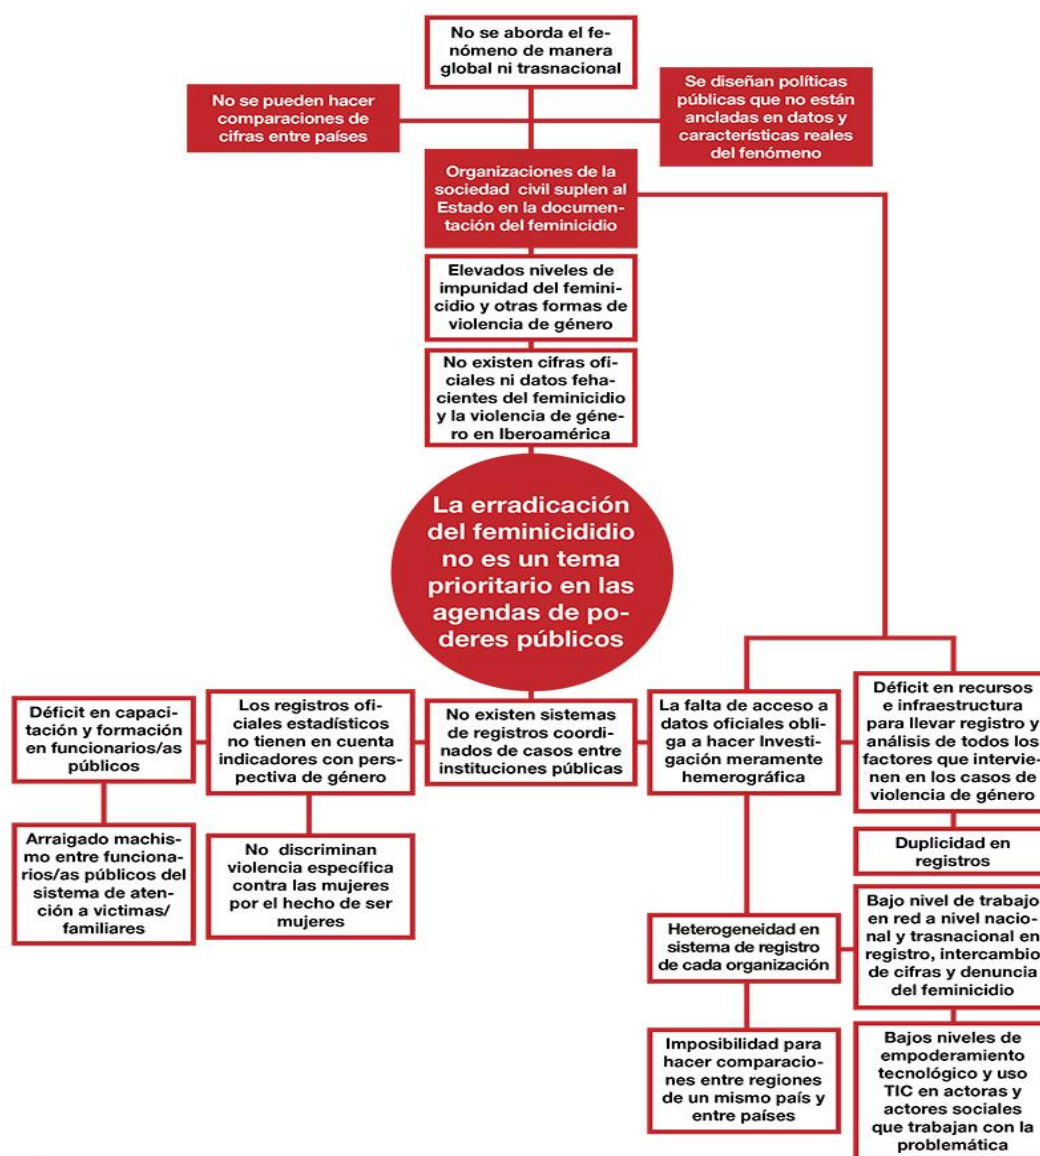 No se aborda el fe-
nómeno de manera
global ni trasnacional
No se pueden hacer
comparaciones de
cifras entre países
Se diseñan políticas
públicas que no están
ancladas en datos y
características reales
del fenómeno
Organizaciones de la
sociedad civil suplen al
Estado en la documen-
tación del feminicidio
Elevados niveles de
impunidad del femini-
cidio y otras formas de
violencia de género
No existen cifras ofi-
ciales ni datos feha-
cientes del feminicidio
y la violencia de géne-
ro en Iberoamérica
La erradicación
del feminicididio
no es un tema
prioritario en las
agendas de po-
deres públicos
Déficit en capaci-
tación y formación
en funcionarios/as
públicos
Los registros ofi-
ciales estadísticos
no tienen en cuenta
indicadores con pers-
pectiva de género
No existen sistemas
de registros coordina-
dos de casos entre
instituciones públicas
La falta de acceso a
datos oficiales obli-
ga a hacer Investi-
gación meramente
hemerográfica
Déficit en recursos
e infraestructura
para llevar registro y
análisis de todos los
factores que intervie-
nen en los casos de
violencia de género
Arraigado machis-
mo entre funciona-
rios/as públicos del
sistema de aten-
ción a victimas/
familiares
No discriminan
violencia específica
contra las mujeres
por el hecho de ser
mujeres
Duplicidad en
registros
Heterogeneidad en
sistema de registro
de cada organización
Bajo nivel de trabajo
en red a nivel nacio-
nal y trasnacional en
registro, intercambio
de cifras y denuncia
del feminicidio
Imposibilidad para
hacer comparacio-
nes entre regiones
de un mismo país y
entre países
Bajos niveles de
empoderamiento
tecnológico y uso
TIC en actoras y
actores sociales
que trabajan con la
problemática